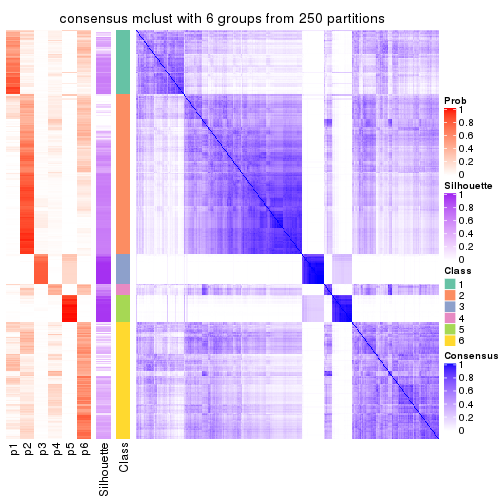 consensus mclust with 6 groups from 250 partitions
Prob
1
0.8
0.6
0.4
0.2
0
Silhouette
1
0.8
0.6
0.4
0.2
0
Class
1
2
3
4
5
6
Consensus
1
0.8
0.6
0.4
0.2
0
p1
p2
p3
p4
p5
p6
Silhouette
Class